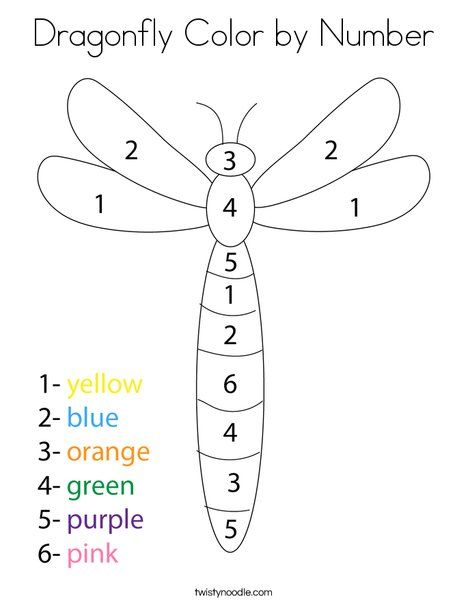 Dragonfly Color by Number
2 3 2
1 4 1
5
1
2
6
4
3
5
1- yellow
2- blue
3- orange
4- green
5- purple
6- pink
twistynoodle.com